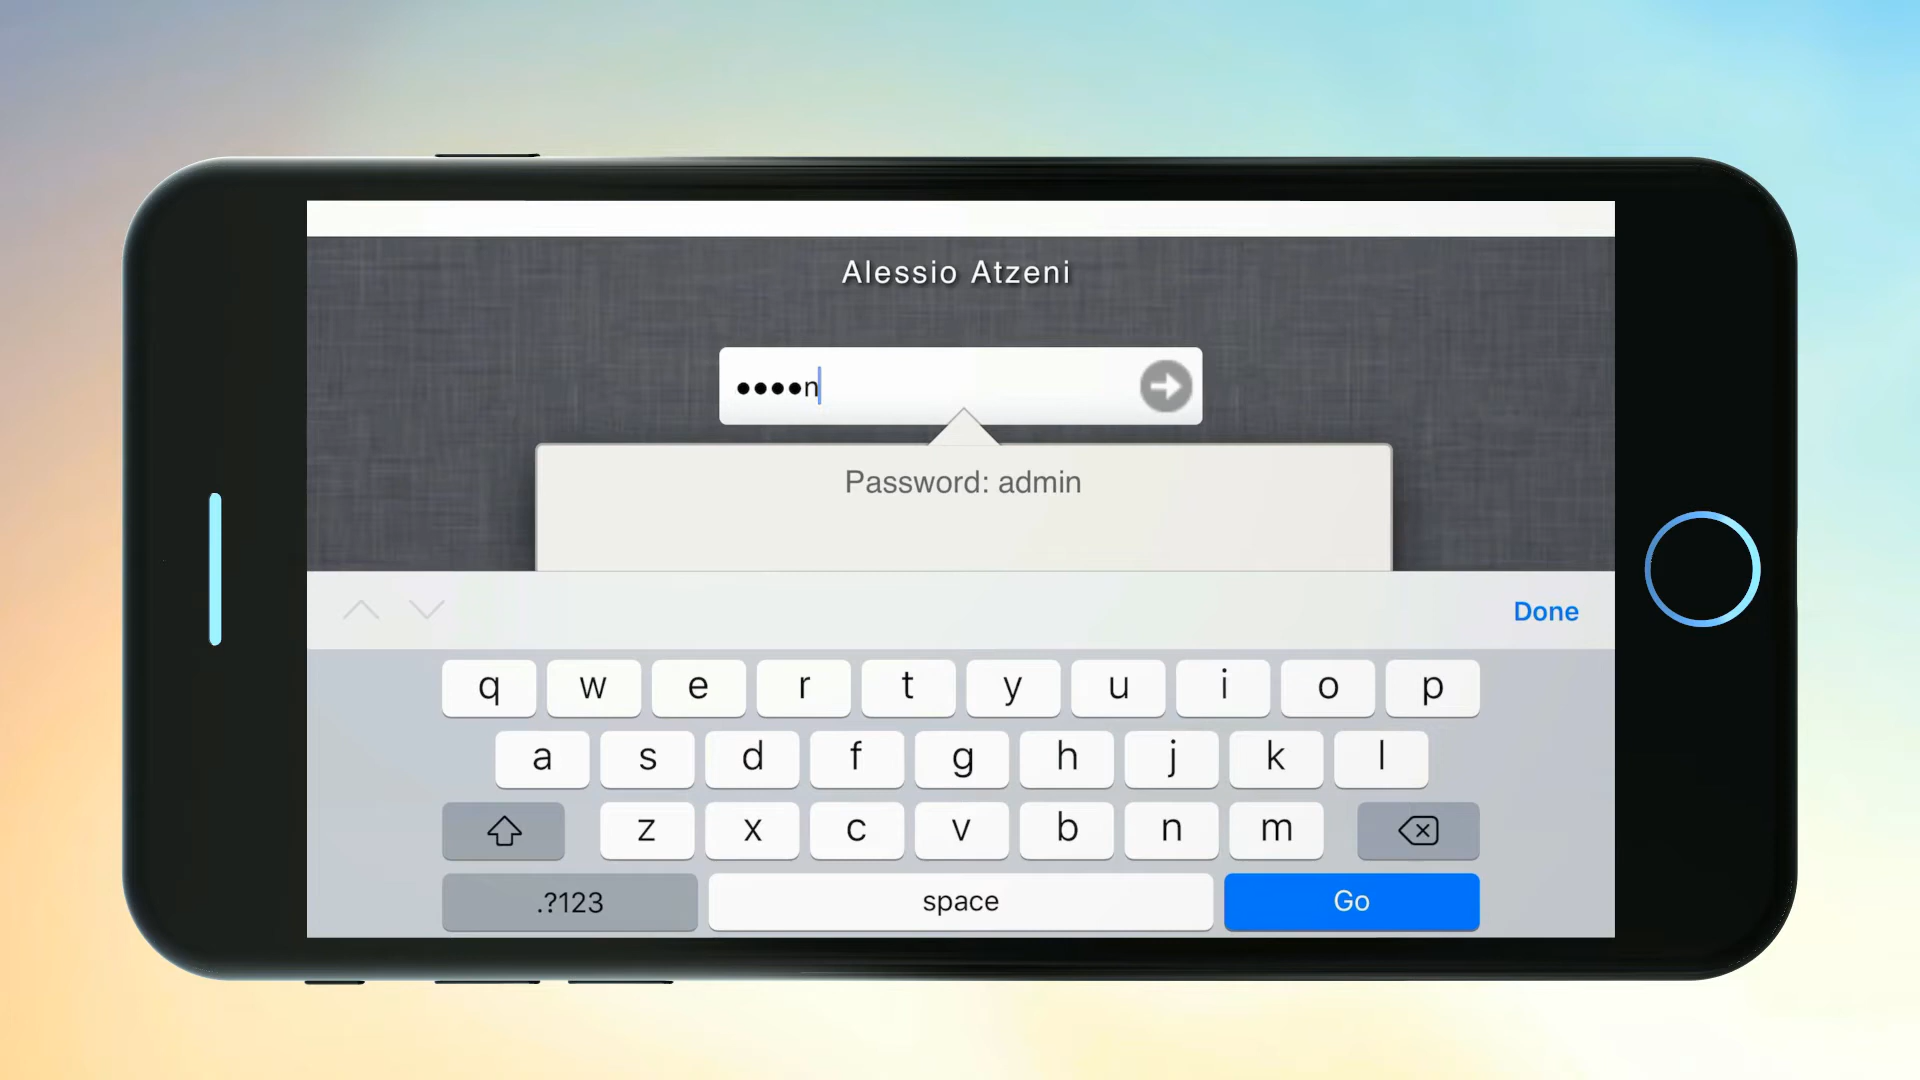 Alessio Atzeni
••••n
Password: admin
Done
q w e r t y u i o p
a s d f g h j k l
z x c v b n m
.?123 space Go